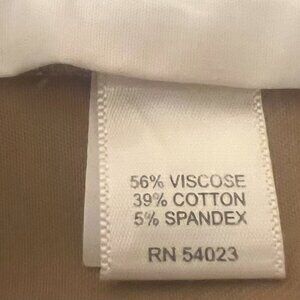 56% VISCOSE
39% COTTON
5% SPANDEX
RN 54023